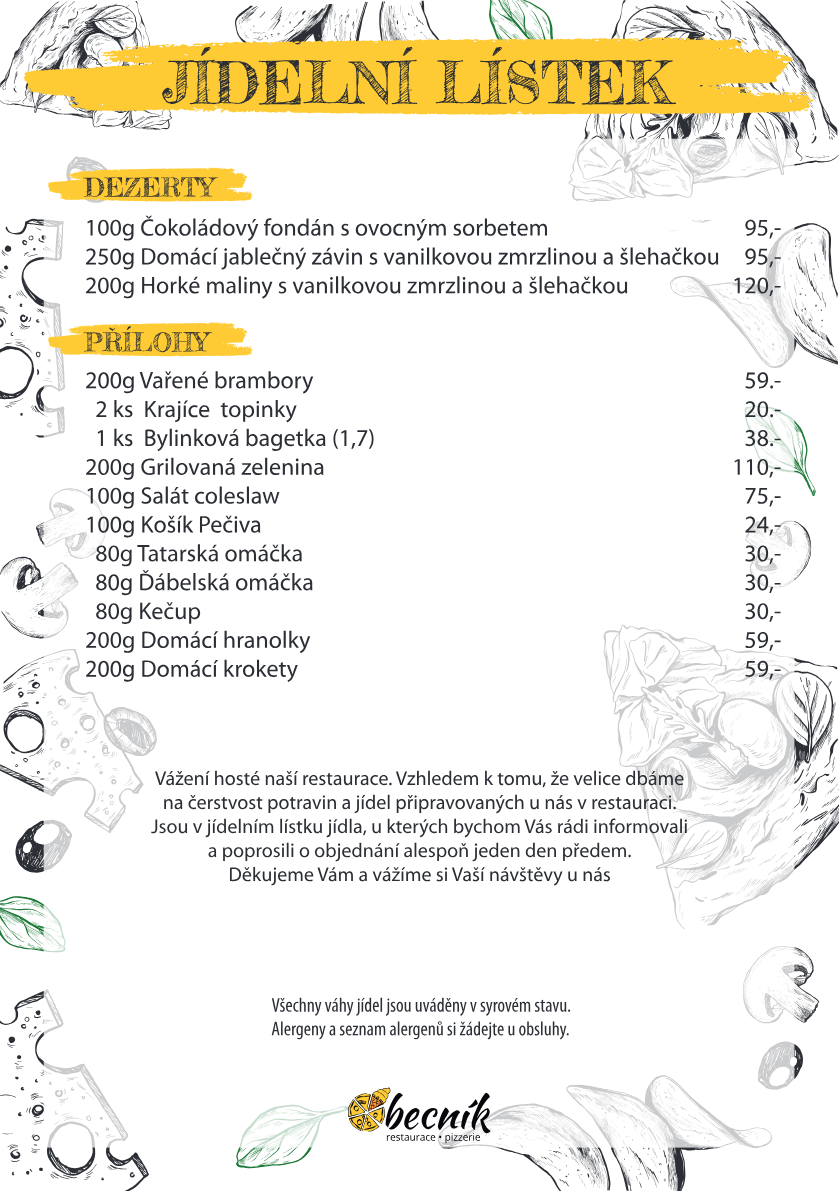 JÍDELNÍ LÍSTEK
DEZERTY
100g Čokoládový fondán s ovocným sorbetem 95,-
250g Domácí jablečný závin s vanilkovou zmrzlinou a šlehačkou 95,-
200g Horké maliny s vanilkovou zmrzlinou a šlehačkou 120,-
PŘÍLOHY
200g Vařené brambory 59.-
2 ks Krajíce topinky 20.-
1 ks Bylinková bagetka (1,7) 38.-
200g Grilovaná zelenina 110,-
100g Salát coleslaw 75,-
100g Košík Pečiva 24,-
80g Tatarská omáčka 30,-
80g Ďábelská omáčka 30,-
80g Kečup 30,-
200g Domácí hranolky 59,-
200g Domácí krokety 59,-
Vážení hosté naší restaurace. Vzhledem k tomu, že velice dbáme
na čerstvost potravin a jídel připravovaných u nás v restauraci.
Jsou v jídelním lístku jídla, u kterých bychom Vás rádi informovali
a poprosili o objednání alespoň jeden den předem.
Děkujeme Vám a vážíme si Vaší návštěvy u nás
Všechny váhy jídel jsou uváděny v syrovém stavu.
Alergeny a seznam alergenů si žádejte u obsluhy.
Obecník
restaurace • pizzerie